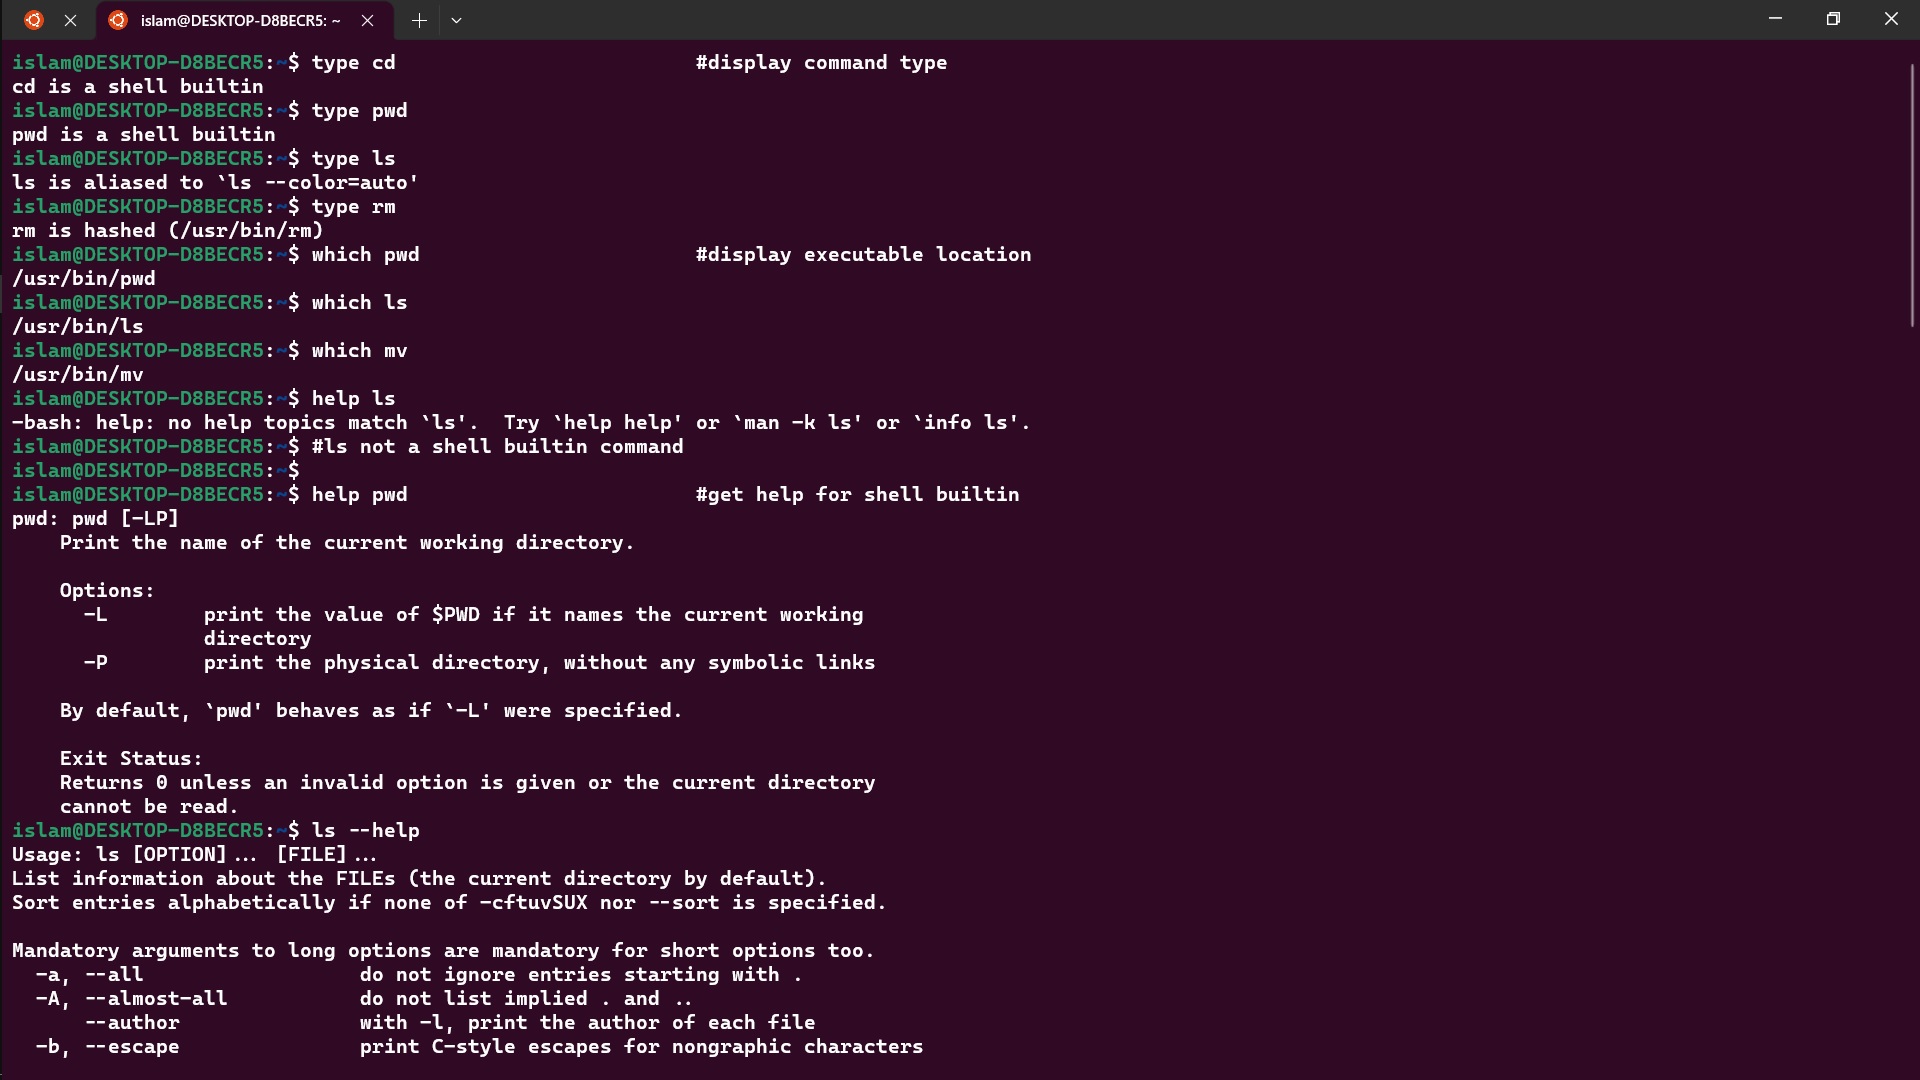 islam@DESKTOP-D8BECR5: ~
islam@DESKTOP-D8BECR5:~$ type cd                        #display command type
cd is a shell builtin
islam@DESKTOP-D8BECR5:~$ type pwd
pwd is a shell builtin
islam@DESKTOP-D8BECR5:~$ type ls
ls is aliased to `ls --color=auto'
islam@DESKTOP-D8BECR5:~$ type rm
rm is hashed (/usr/bin/rm)
islam@DESKTOP-D8BECR5:~$ which pwd                       #display executable location
/usr/bin/pwd
islam@DESKTOP-D8BECR5:~$ which ls
/usr/bin/ls
islam@DESKTOP-D8BECR5:~$ which mv
/usr/bin/mv
islam@DESKTOP-D8BECR5:~$ help ls
-bash: help: no help topics match `ls'.  Try `help help' or `man -k ls' or `info ls'.
islam@DESKTOP-D8BECR5:~$ #ls not a shell builtin command
islam@DESKTOP-D8BECR5:~$
islam@DESKTOP-D8BECR5:~$ help pwd                        #get help for shell builtin
pwd: pwd [-LP]
    Print the name of the current working directory.

    Options:
      -L        print the value of $PWD if it names the current working
                directory
      -P        print the physical directory, without any symbolic links

    By default, `pwd' behaves as if `-L' were specified.

    Exit Status:
    Returns 0 unless an invalid option is given or the current directory
    cannot be read.
islam@DESKTOP-D8BECR5:~$ ls --help
Usage: ls [OPTION]... [FILE]...
List information about the FILEs (the current directory by default).
Sort entries alphabetically if none of -cftuvSUX nor --sort is specified.

Mandatory arguments to long options are mandatory for short options too.
  -a, --all                  do not ignore entries starting with .
  -A, --almost-all           do not list implied . and ..
      --author               with -l, print the author of each file
  -b, --escape               print C-style escapes for nongraphic characters